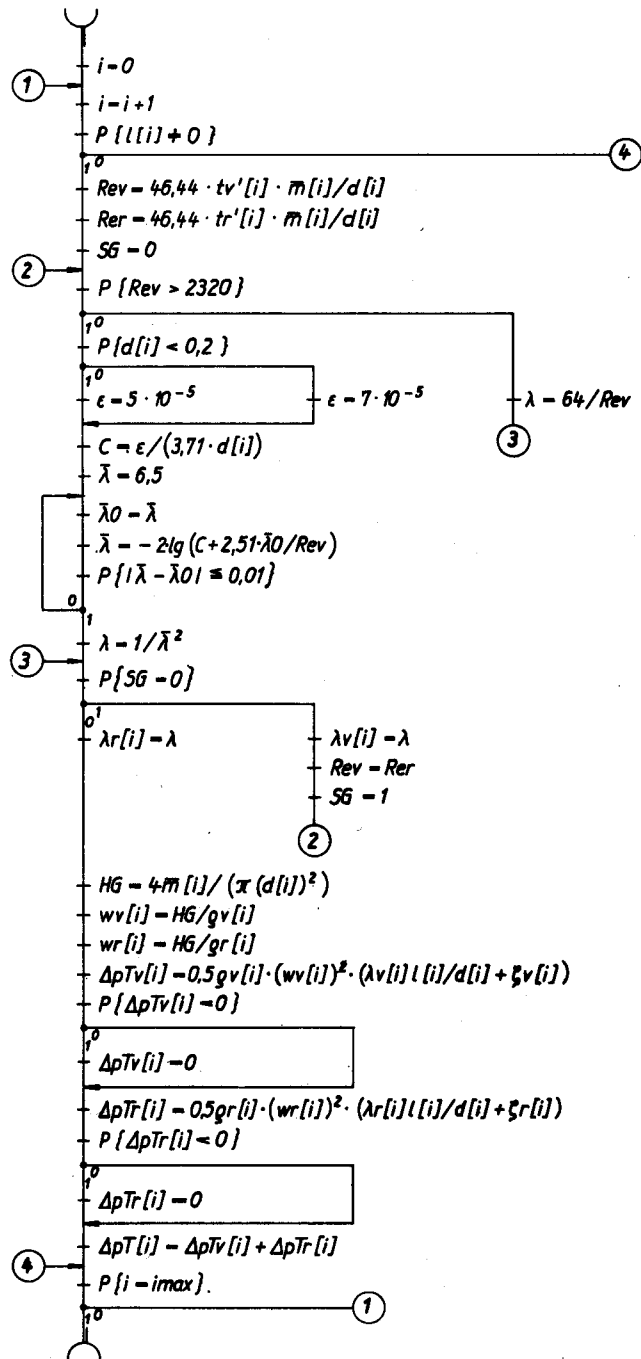 i=0
1
i=i+1
P{l[i]+0}
4
1 0
Rev=46,44·tv'[i]·m̅[i]/d[i]
Rer=46,44·tr'[i]·m̅[i]/d[i]
SG=0
2
P{Rev>2320}
1 0
P{d[i]<0,2}
1 0
ε=5·10⁻⁵
ε=7·10⁻⁵
λ=64/Rev
3
C=ε/(3,71·d[i])
λ̅=6,5
λ̅0=λ̅
λ̅=-2·lg(C+2,51·λ̅0/Rev)
P{|λ̅-λ̅0|≦0,01}
0
1
λ=1/λ̅²
3
P{SG=0}
0 1
λr[i]=λ
λv[i]=λ
Rev=Rer
SG=1
2
HG=4m̅[i]/(π(d[i])²)
wv[i]=HG/ϱv[i]
wr[i]=HG/ϱr[i]
ΔpTv[i]=0,5ϱv[i]·(wv[i])²·(λv[i]l[i]/d[i]+ζv[i])
P{ΔpTv[i]<0}
1 0
ΔpTv[i]=0
ΔpTr[i]=0,5ϱr[i]·(wr[i])²·(λr[i]l[i]/d[i]+ζr[i])
P{ΔpTr[i]<0}
1 0
ΔpTr[i]=0
ΔpT[i]=ΔpTv[i]+ΔpTr[i]
4
P{i=imax}.
1
1 0